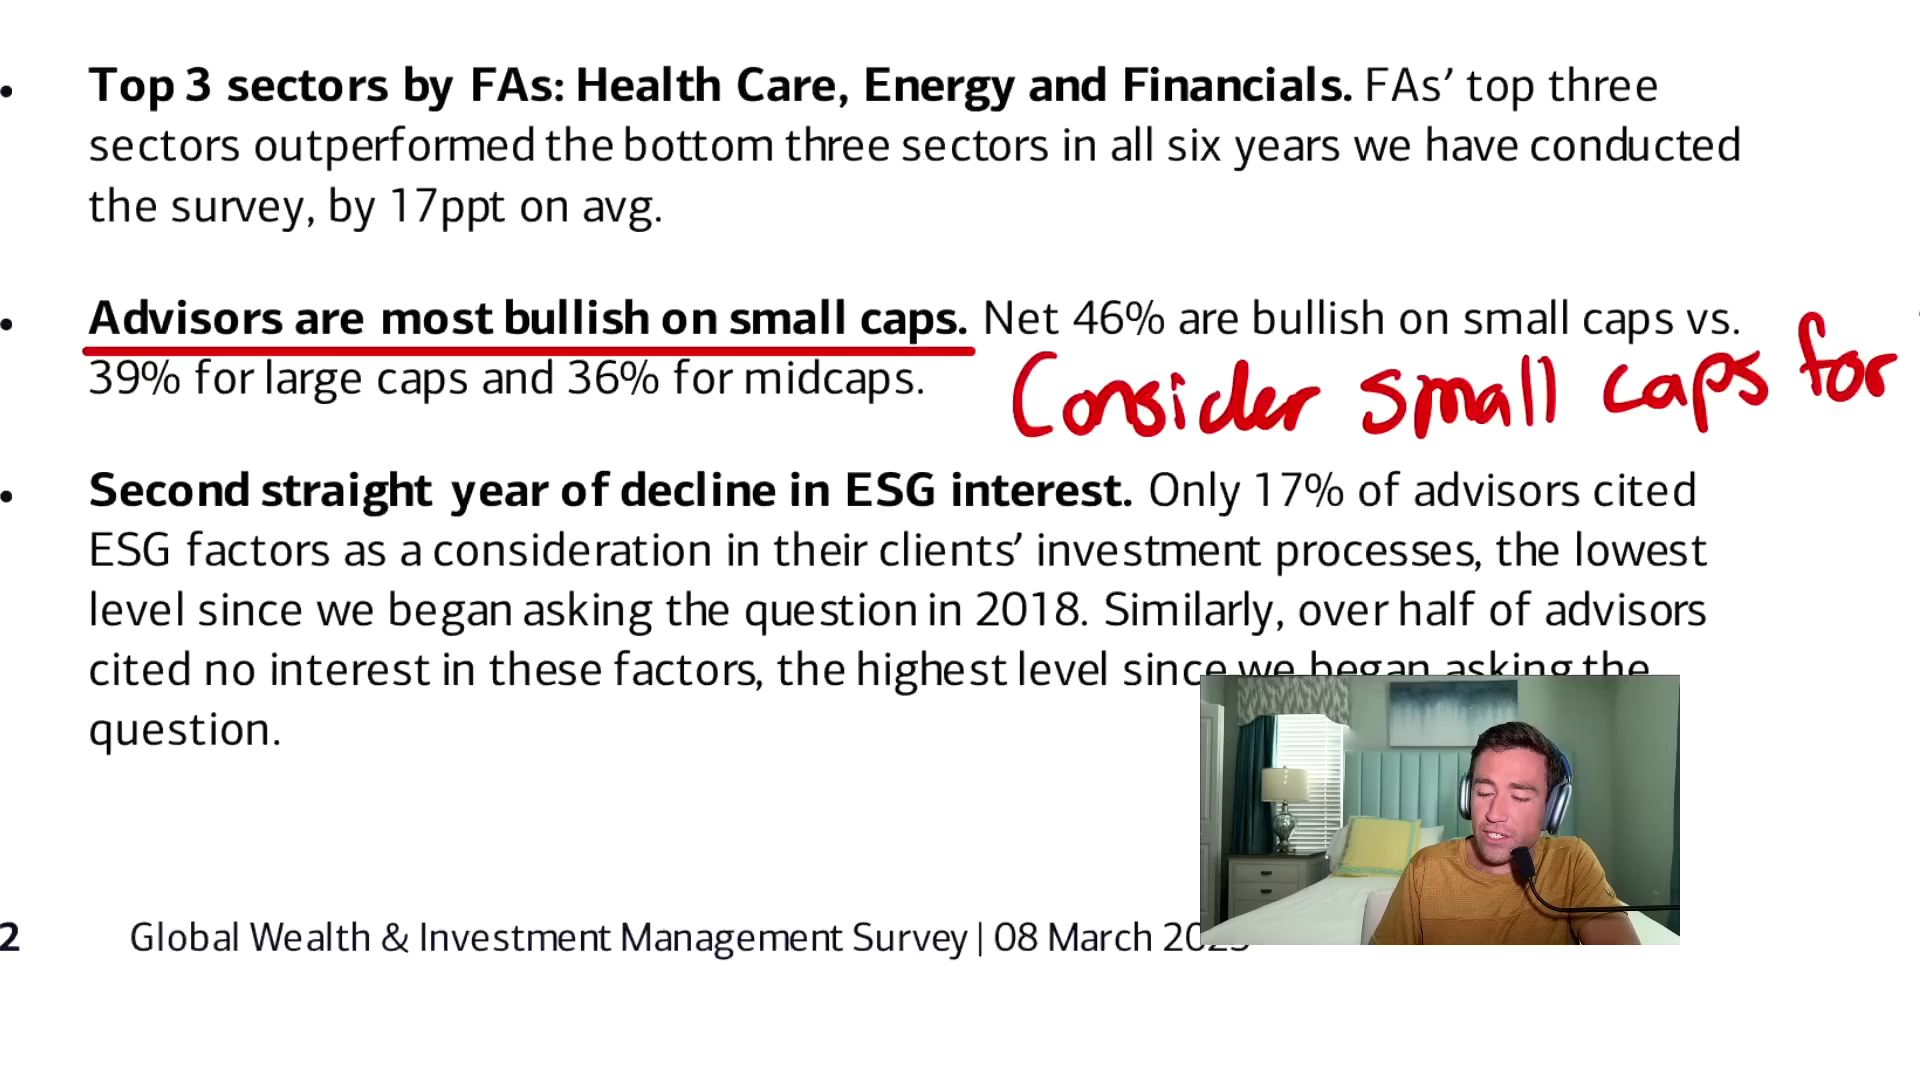 • Top 3 sectors by FAs: Health Care, Energy and Financials. FAs’ top three
sectors outperformed the bottom three sectors in all six years we have conducted
the survey, by 17ppt on avg.
• Advisors are most bullish on small caps. Net 46% are bullish on small caps vs.
39% for large caps and 36% for midcaps.
Consider small caps for
• Second straight year of decline in ESG interest. Only 17% of advisors cited
ESG factors as a consideration in their clients’ investment processes, the lowest
level since we began asking the question in 2018. Similarly, over half of advisors
cited no interest in these factors, the highest level since we began asking the
question.
2 Global Wealth & Investment Management Survey | 08 March